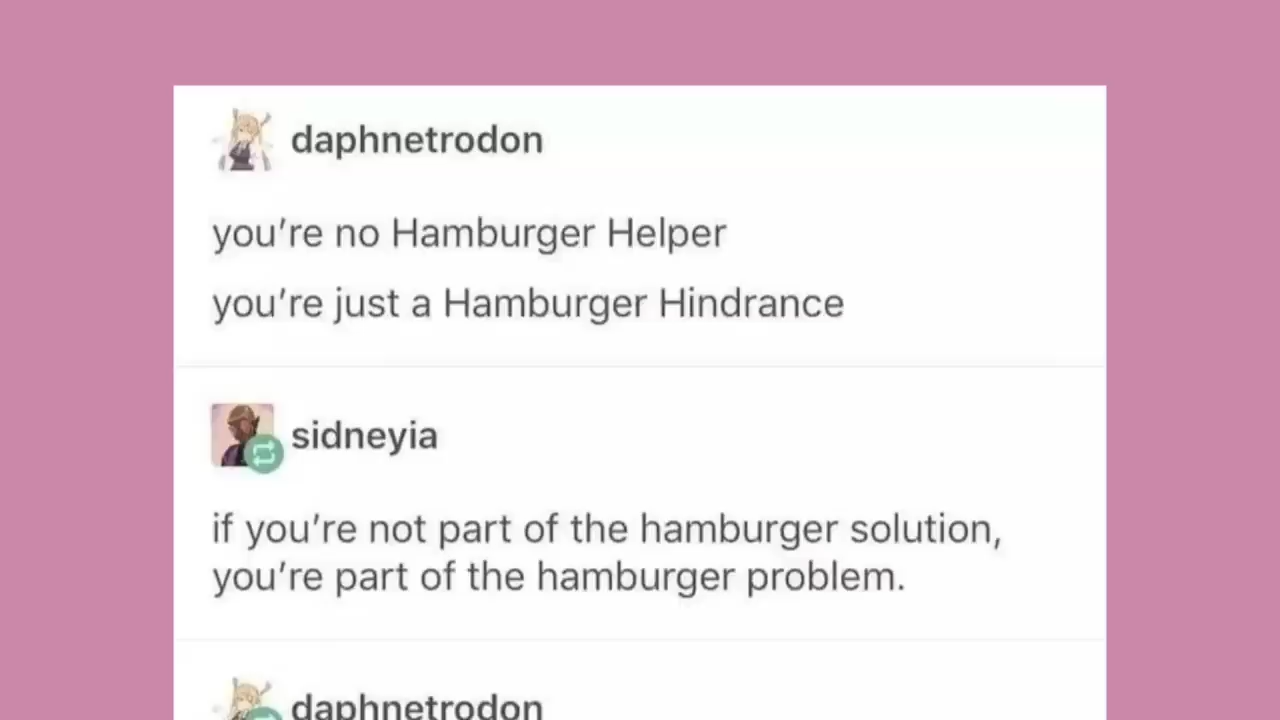 daphnetrodon
you’re no Hamburger Helper
you’re just a Hamburger Hindrance
sidneyia
if you’re not part of the hamburger solution,
you’re part of the hamburger problem.
daphnetrodon